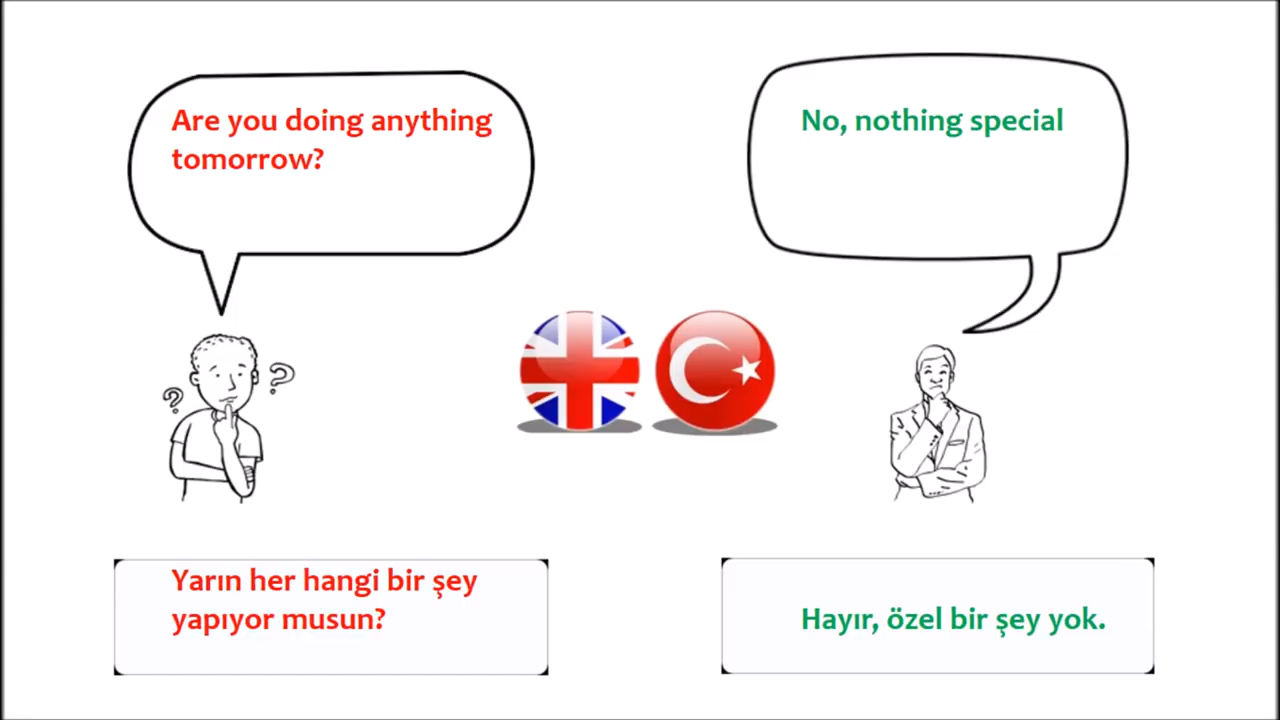 Are you doing anything
tomorrow?
No, nothing special
? ?
Yarın her hangi bir şey
yapıyor musun?
Hayır, özel bir şey yok.